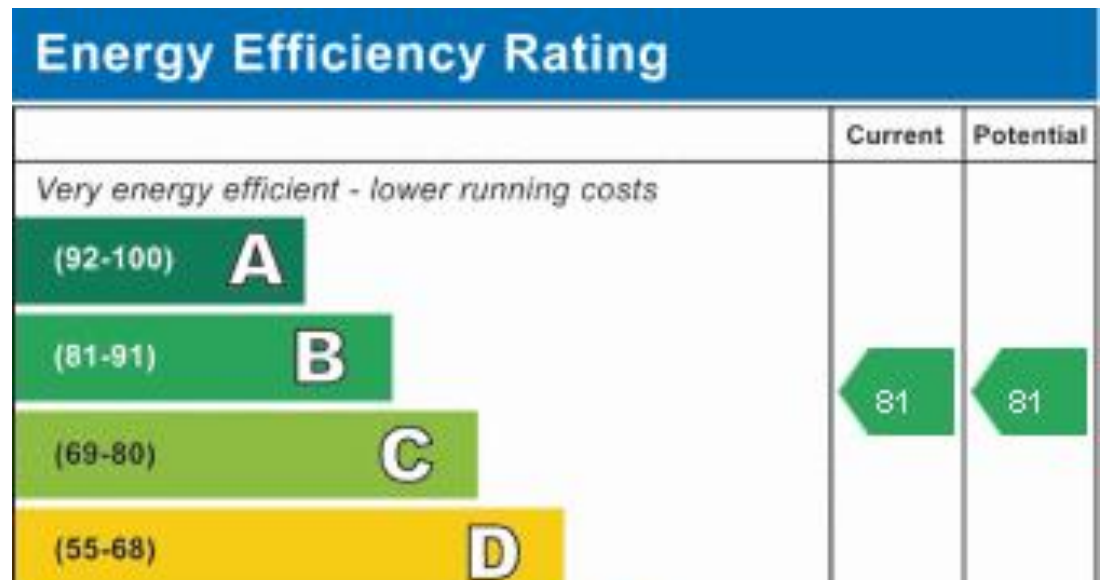 Energy Efficiency Rating
Current Potential
Very energy efficient - lower running costs
(92-100) A
(81-91) B
81 81
(69-80) C
(55-68) D